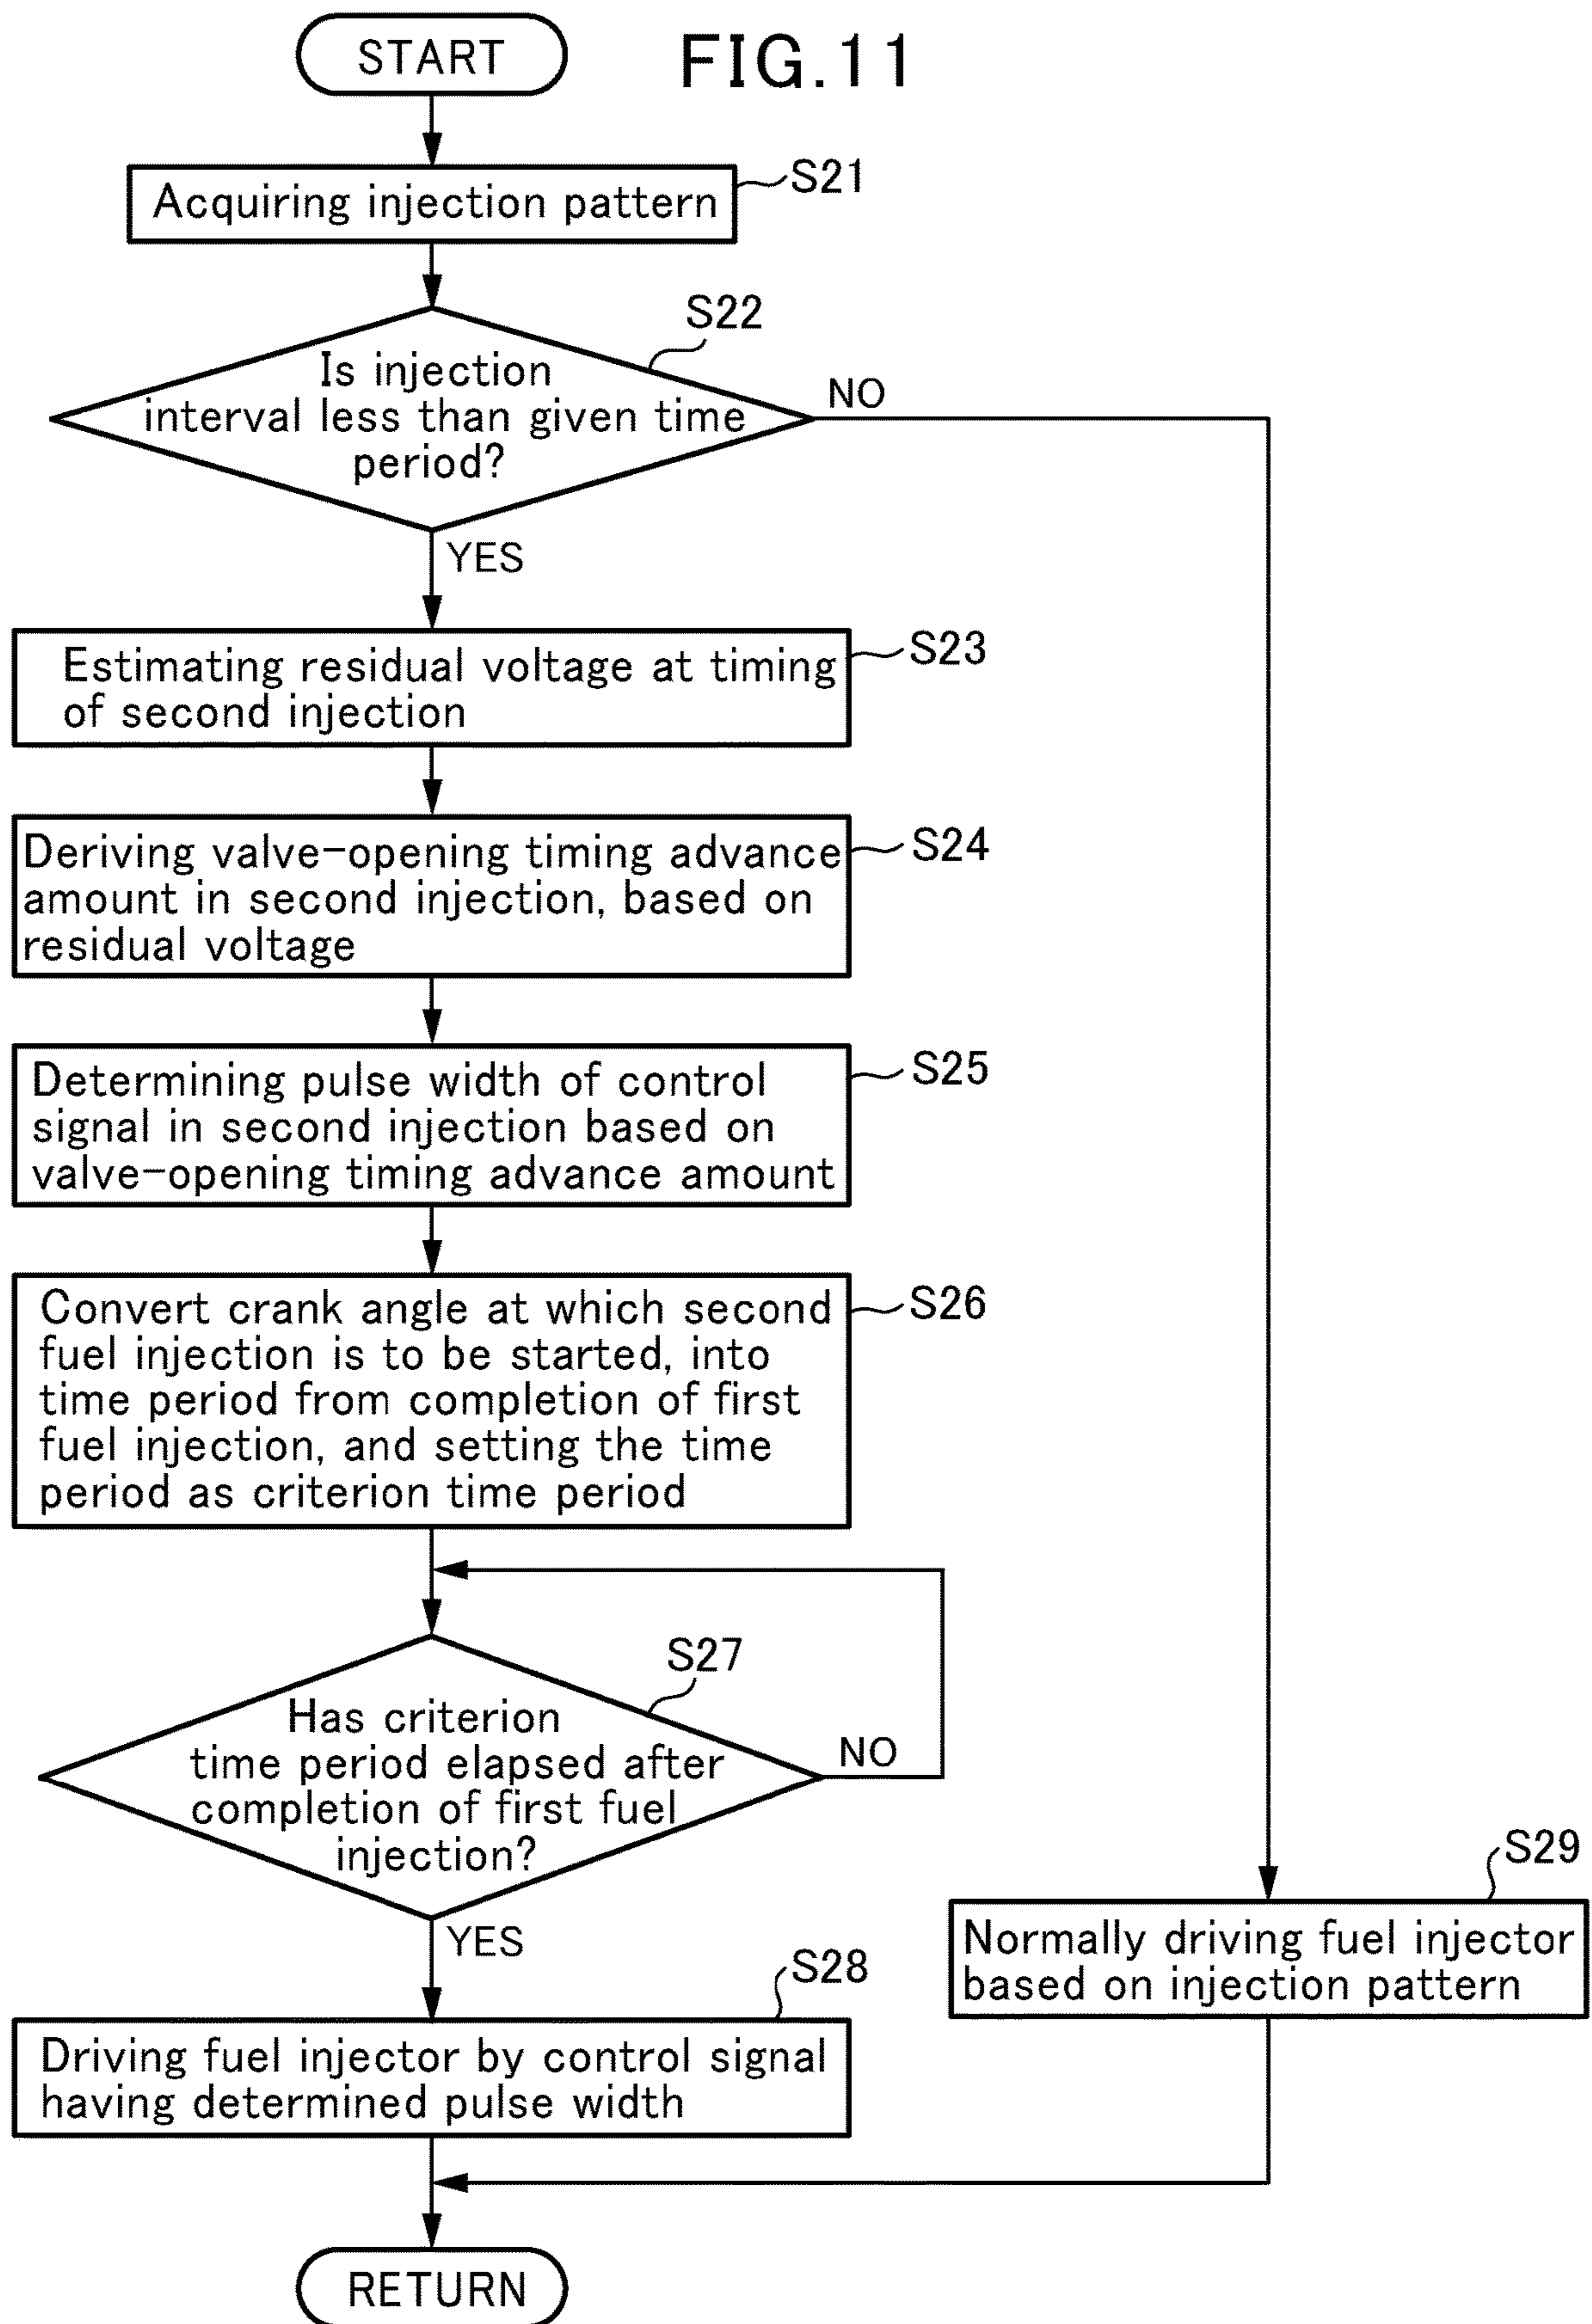 START
FIG.11
S21
Acquiring injection pattern
S22
Is injection
interval less than given time
period?
NO
YES
S23
Estimating residual voltage at timing
of second injection
S24
Deriving valve-opening timing advance
amount in second injection, based on
residual voltage
S25
Determining pulse width of control
signal in second injection based on
valve-opening timing advance amount
S26
Convert crank angle at which second
fuel injection is to be started, into
time period from completion of first
fuel injection, and setting the time
period as criterion time period
S27
Has criterion
time period elapsed after
completion of first fuel
injection?
NO
YES
S28
Driving fuel injector by control signal
having determined pulse width
S29
Normally driving fuel injector
based on injection pattern
RETURN